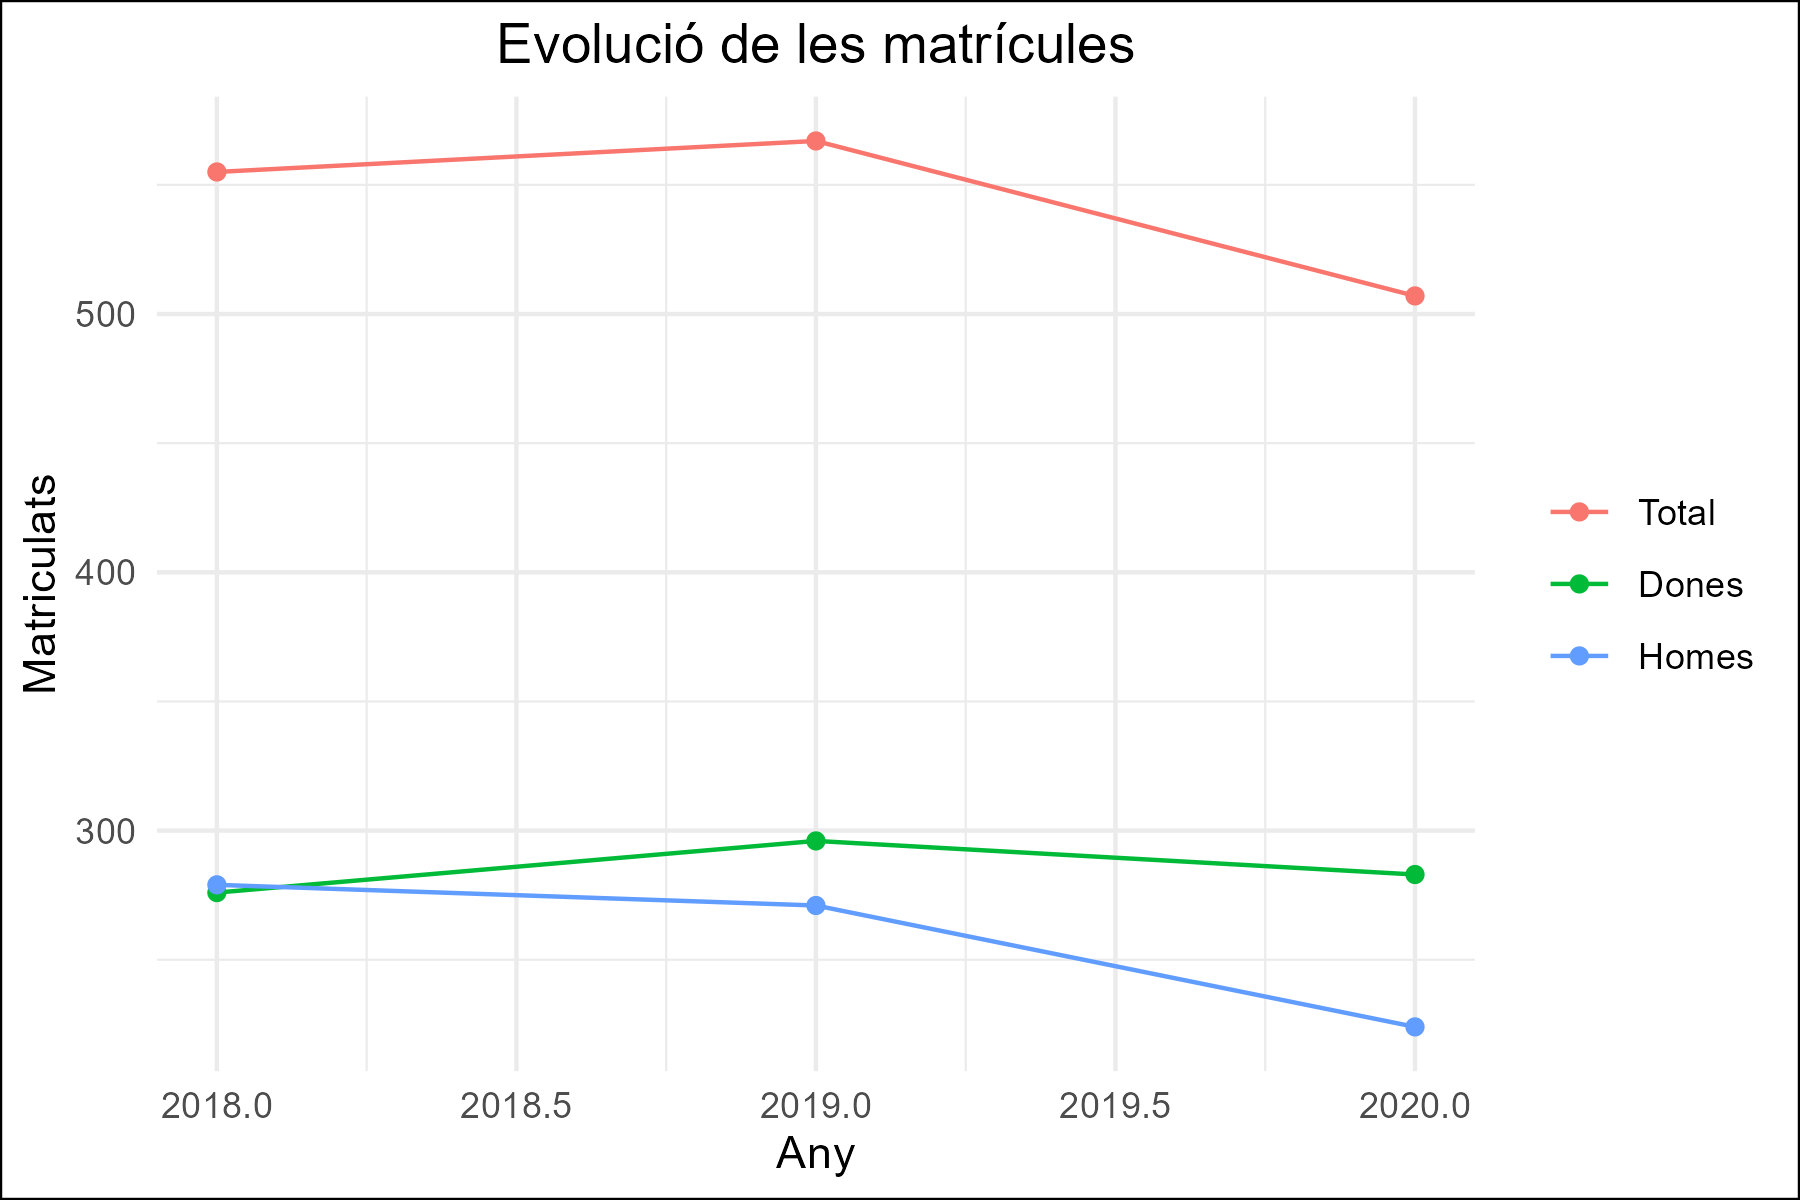 Evolució de les matrícules
Matriculats
500
400
300
2018.0
2018.5
2019.0
2019.5
2020.0
Any
Total
Dones
Homes